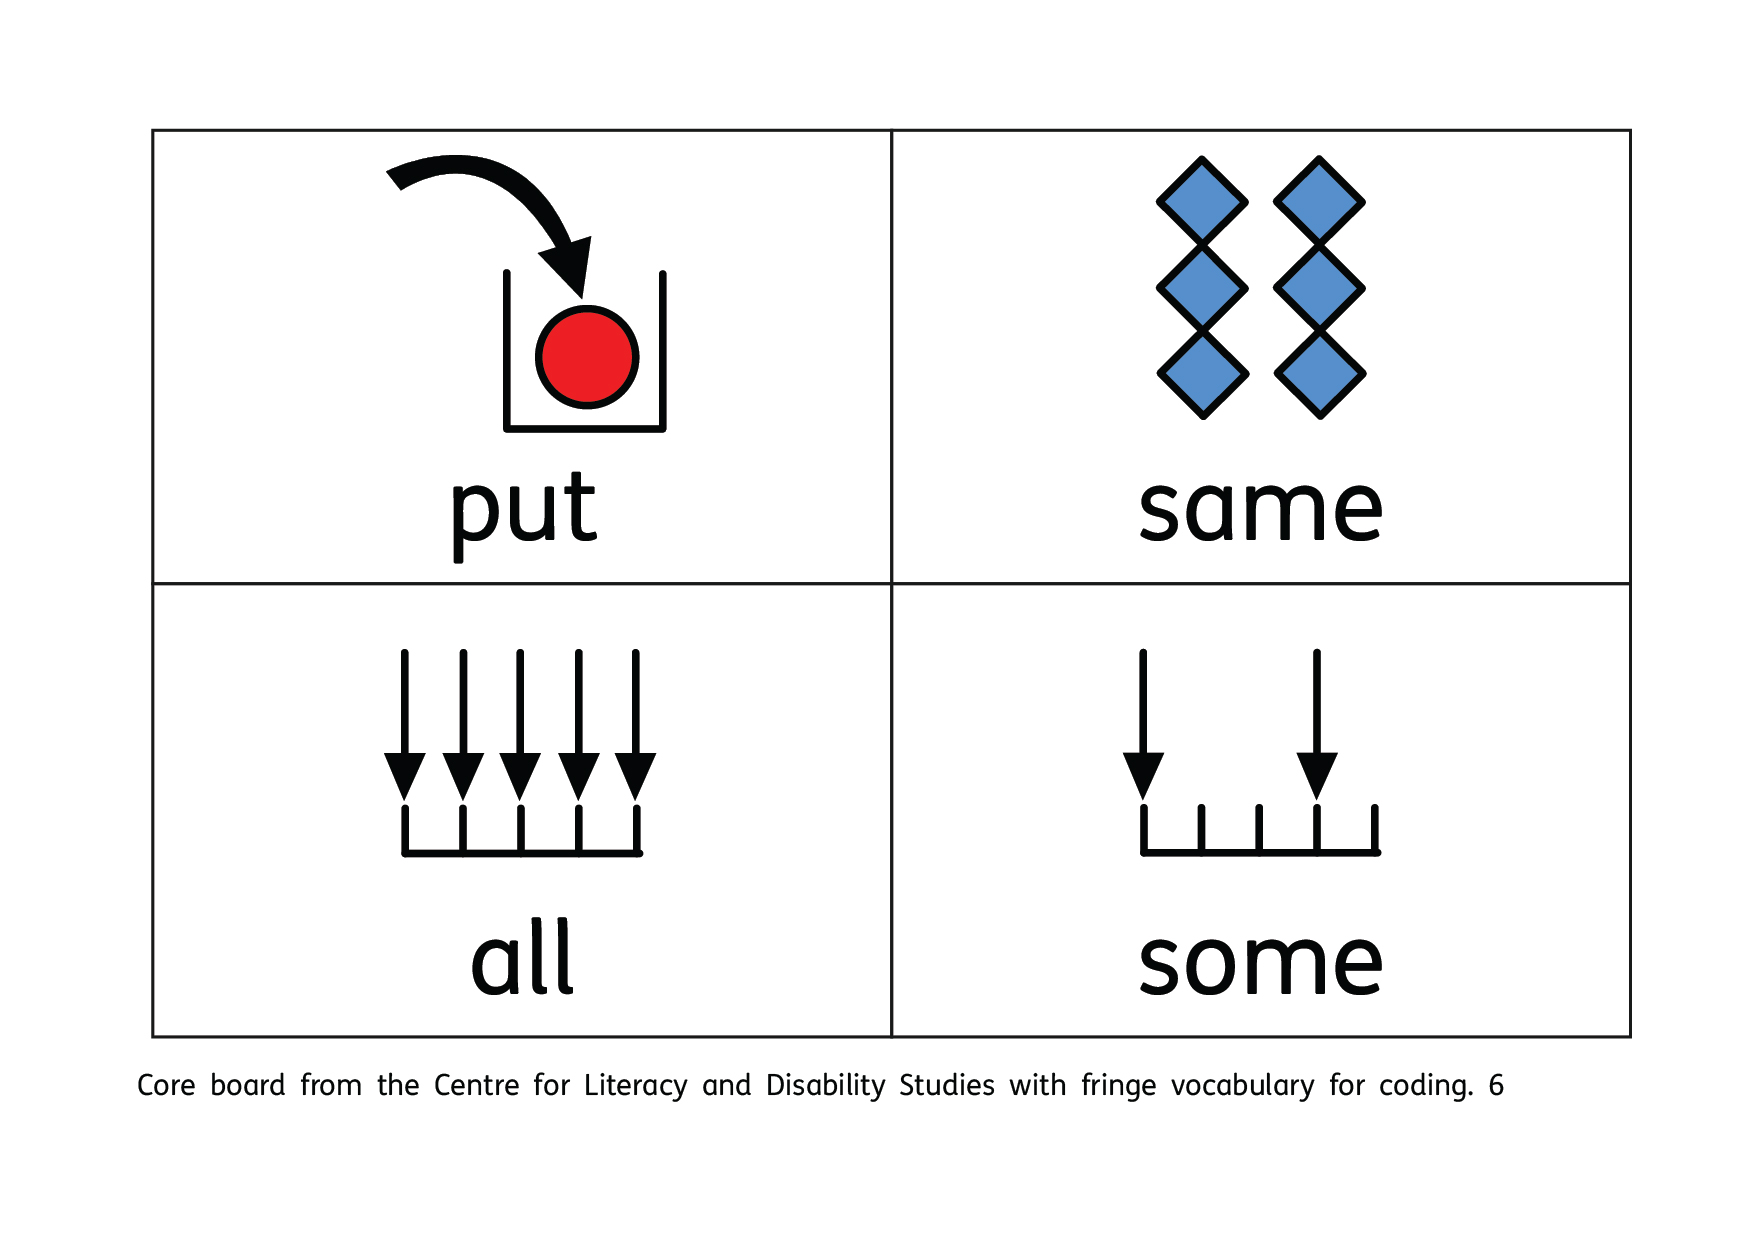 put
same
all
some
Core board from the Centre for Literacy and Disability Studies with fringe vocabulary for coding. 6